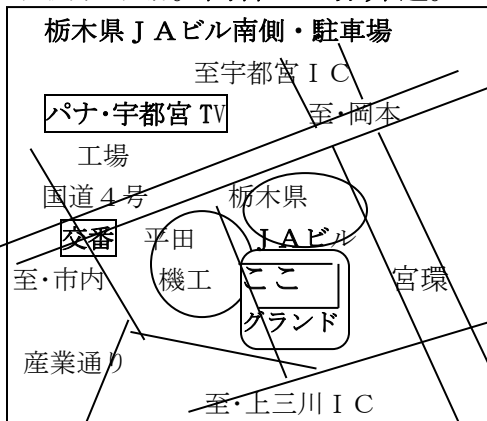 栃木県ＪＡビル南側・駐車場
至宇都宮ＩＣ
パナ・宇都宮 TV
至・岡本
工場
国道４号
栃木県
交番
平田
ＪＡビル
至・市内
機工
ここ
宮環
グランド
産業通り
至・上三川ＩＣ